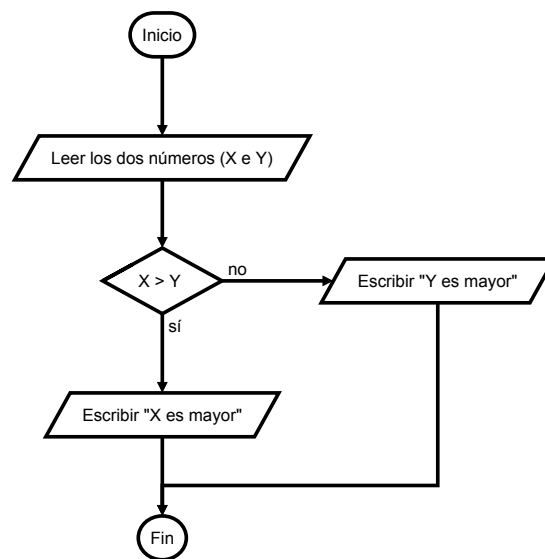 Inicio
Leer los dos números (X e Y)
X > Y
no
Escribir "Y es mayor"
sí
Escribir "X es mayor"
Fin